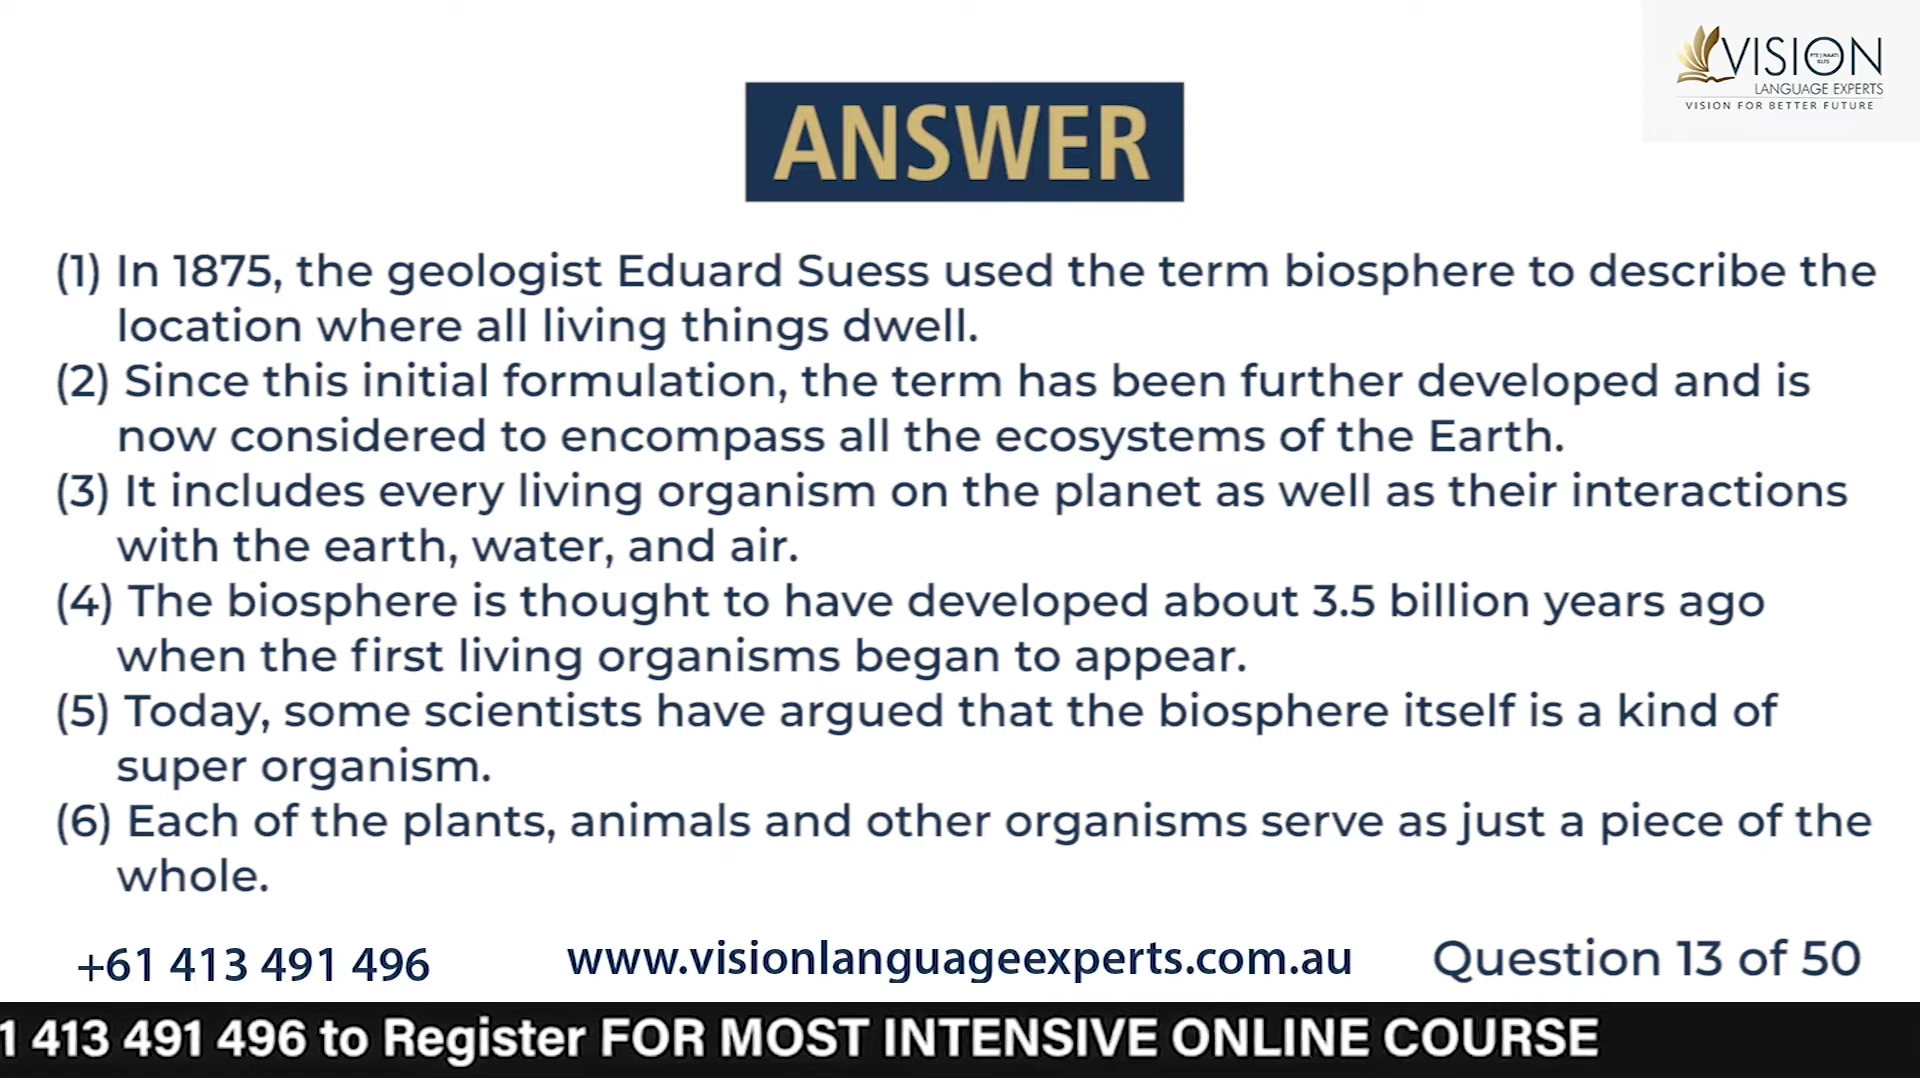 VISION
PTE | NAATI
IELTS
LANGUAGE EXPERTS
VISION FOR BETTER FUTURE
ANSWER
(1) In 1875, the geologist Eduard Suess used the term biosphere to describe the
location where all living things dwell.
(2) Since this initial formulation, the term has been further developed and is
now considered to encompass all the ecosystems of the Earth.
(3) It includes every living organism on the planet as well as their interactions
with the earth, water, and air.
(4) The biosphere is thought to have developed about 3.5 billion years ago
when the first living organisms began to appear.
(5) Today, some scientists have argued that the biosphere itself is a kind of
super organism.
(6) Each of the plants, animals and other organisms serve as just a piece of the
whole.
+61 413 491 496
www.visionlanguageexperts.com.au
Question 13 of 50
1 413 491 496 to Register FOR MOST INTENSIVE ONLINE COURSE